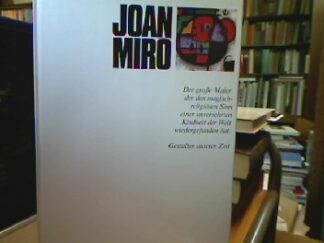 JOAN
MIRO
Der große Maler
der den magisch-
religiösen Sinn
einer unversehrten
Kindheit der Welt
wiedergefunden hat.
Gestalter unserer Zeit